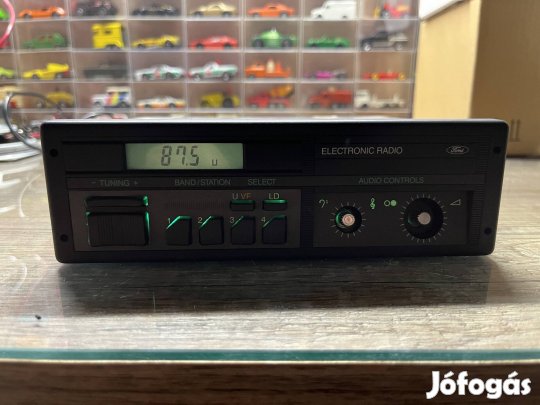 87.5 U
ELECTRONIC RADIO
Ford
- TUNING +
BAND/STATION
SELECT
AUDIO CONTROLS
U VF
LD
1 2 3 4
Jófogás